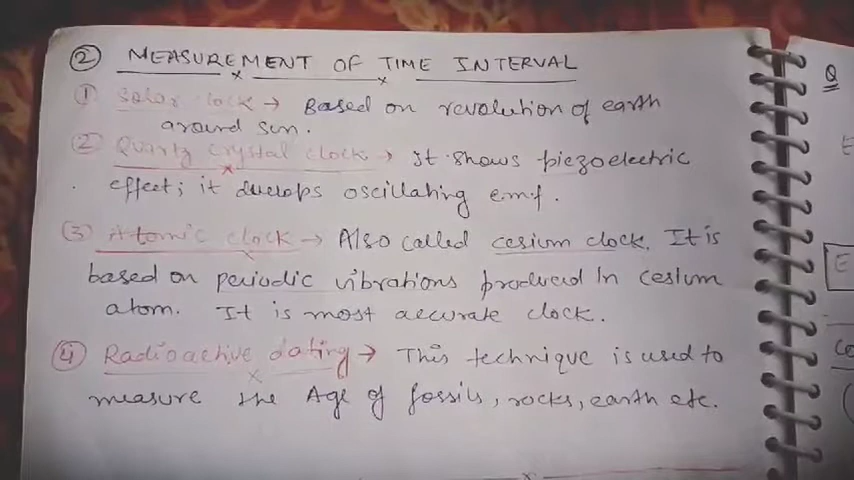 ② MEASUREMENT OF TIME INTERVAL
① Solar clock → Based on revolution of earth
around sun.
② Quartz crystal clock → it shows piezoelectric
effect; it develops oscillating e.m.f.
③ Atomic clock → Also called cesium clock. It is
based on periodic vibrations produced in cesium
atom. It is most accurate clock.
④ Radioactive dating → This technique is used to
measure the Age of fossils, rocks, earth etc.
Q
E
E
co